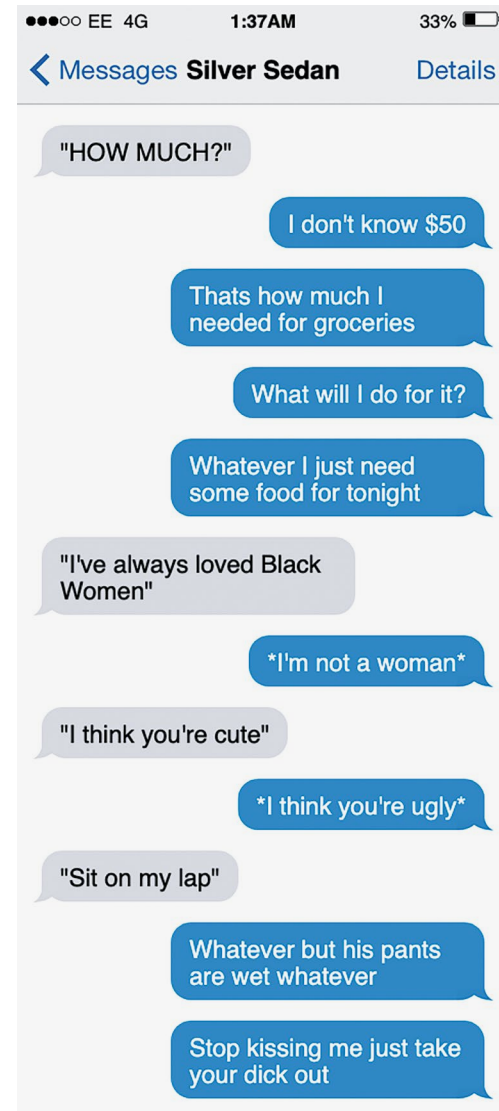 EE 4G 1:37AM 33%
Messages Silver Sedan Details
"HOW MUCH?"
I don't know $50
Thats how much I
needed for groceries
What will I do for it?
Whatever I just need
some food for tonight
"I've always loved Black
Women"
*I'm not a woman*
"I think you're cute"
*I think you're ugly*
"Sit on my lap"
Whatever but his pants
are wet whatever
Stop kissing me just take
your dick out